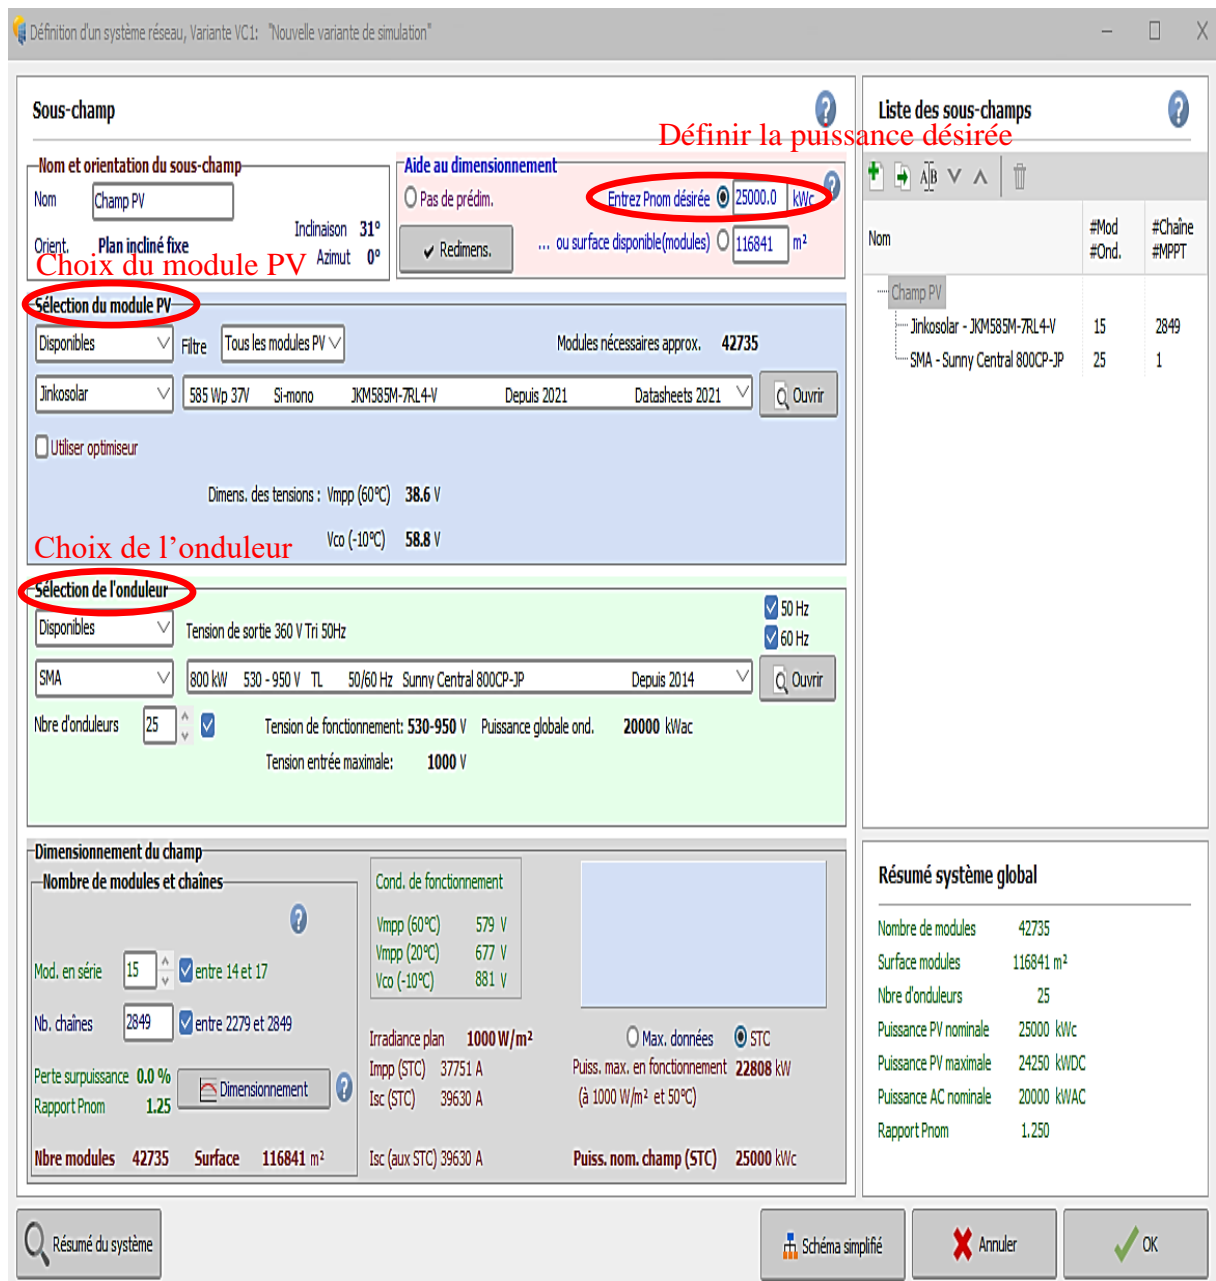 Définition d'un système réseau, Variante VC1: "Nouvelle variante de simulation"
Sous-champ
Définir la puissance désirée
Nom et orientation du sous-champ
Nom Champ PV
Orient. Plan incliné fixe
Inclinaison 31°
Azimut 0°
Aide au dimensionnement
Pas de prédim.
Entrez Pnom désirée 25000.0 kWc
Redimens.
... ou surface disponible(modules) 116841 m²
Choix du module PV
Sélection du module PV
Disponibles Filtre Tous les modules PV
Modules nécessaires approx. 42735
Jinkosolar 585 Wp 37V Si-mono JKM585M-7RL4-V Depuis 2021 Datasheets 2021 Ouvrir
Utiliser optimiseur
Dimens. des tensions : Vmpp (60°C) 38.6 V
Vco (-10°C) 58.8 V
Choix de l’onduleur
Sélection de l'onduleur
Disponibles Tension de sortie 360 V Tri 50Hz
50 Hz
60 Hz
SMA 800 kW 530 - 950 V TL 50/60 Hz Sunny Central 800CP-JP Depuis 2014 Ouvrir
Nbre d'onduleurs 25
Tension de fonctionnement: 530-950 V Puissance globale ond. 20000 kWac
Tension entrée maximale: 1000 V
Dimensionnement du champ
Nombre de modules et chaînes
Mod. en série 15 entre 14 et 17
Nb. chaînes 2849 entre 2279 et 2849
Perte surpuissance 0.0 %
Rapport Pnom 1.25
Dimensionnement
Nbre modules 42735 Surface 116841 m²
Cond. de fonctionnement
Vmpp (60°C) 579 V
Vmpp (20°C) 677 V
Vco (-10°C) 881 V
Irradiance plan 1000 W/m²
Impp (STC) 37751 A
Isc (STC) 39630 A
Isc (aux STC) 39630 A
Max. données STC
Puiss. max. en fonctionnement 22808 kW
(à 1000 W/m² et 50°C)
Puiss. nom. champ (STC) 25000 kWc
Liste des sous-champs
Nom
#Mod #Chaîne
#Ond. #MPPT
Champ PV
Jinkosolar - JKM585M-7RL4-V 15 2849
SMA - Sunny Central 800CP-JP 25 1
Résumé système global
Nombre de modules 42735
Surface modules 116841 m²
Nbre d'onduleurs 25
Puissance PV nominale 25000 kWc
Puissance PV maximale 24250 kWDC
Puissance AC nominale 20000 kWAC
Rapport Pnom 1.250
Résumé du système
Schéma simplifié
Annuler
OK